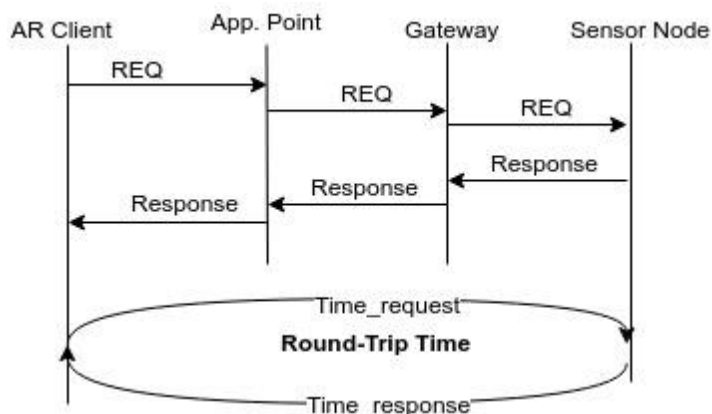 AR Client
App. Point
Gateway
Sensor Node
REQ
REQ
REQ
Response
Response
Response
Time_request
Round-Trip Time
Time_response